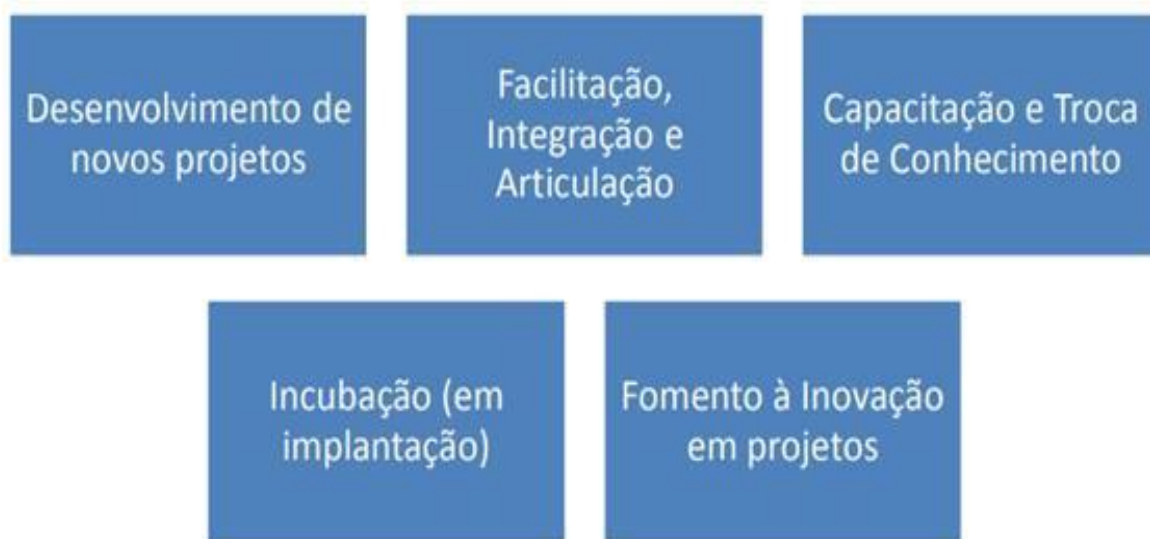 Desenvolvimento de
novos projetos
Facilitação,
Integração e
Articulação
Capacitação e Troca
de Conhecimento
Incubação (em
implantação)
Fomento à Inovação
em projetos